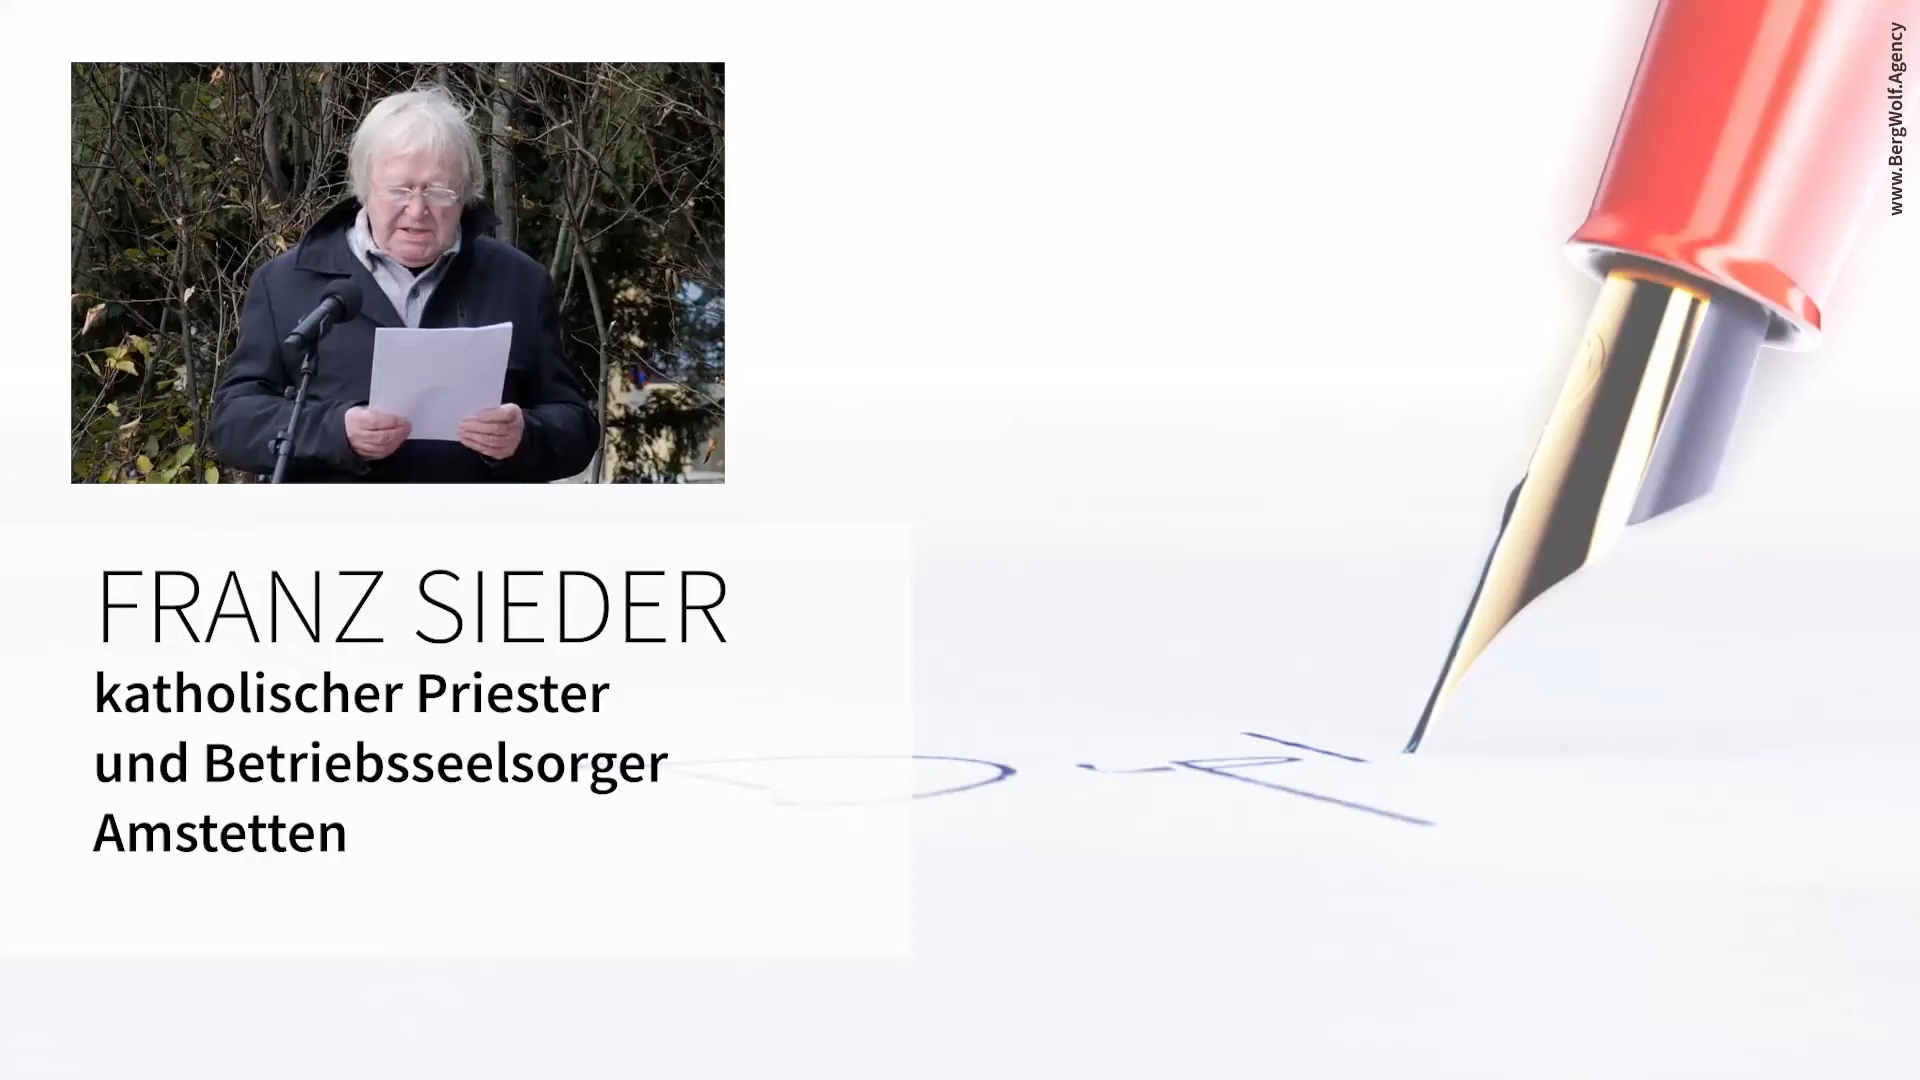 www.BergWolf.Agency
FRANZ SIEDER
katholischer Priester
und Betriebsseelsorger
Amstetten